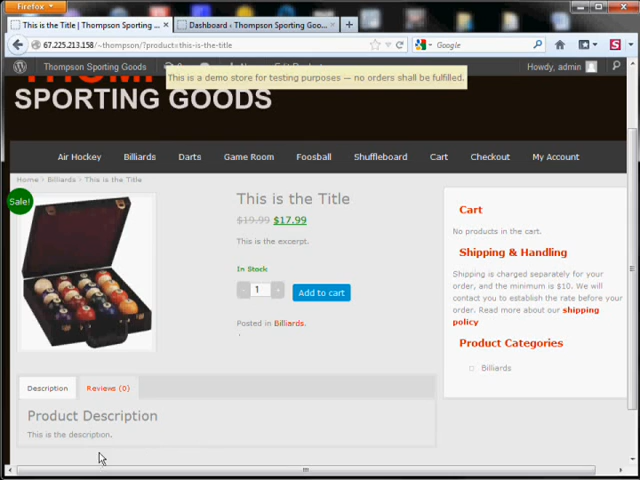 Firefox
This is the Title | Thompson Sporting ...
Dashboard ‹ Thompson Sporting Goo...
67.225.213.158/~thompson/?product=this-is-the-title
Google
Thompson Sporting Goods
Howdy, admin
This is a demo store for testing purposes — no orders shall be fulfilled.
SPORTING GOODS
Air Hockey Billiards Darts Game Room Foosball Shuffleboard Cart Checkout My Account
Home › Billiards › This is the Title
Sale!
This is the Title
$19.99 $17.99
This is the excerpt.
In Stock
- 1 +
Add to cart
Posted in Billiards.
Cart
No products in the cart.
Shipping & Handling
Shipping is charged separately for your
order, and the minimum is $10. We will
contact you to establish the rate before your
order. Read more about our shipping
policy
Product Categories
Billiards
Description Reviews (0)
Product Description
This is the description.